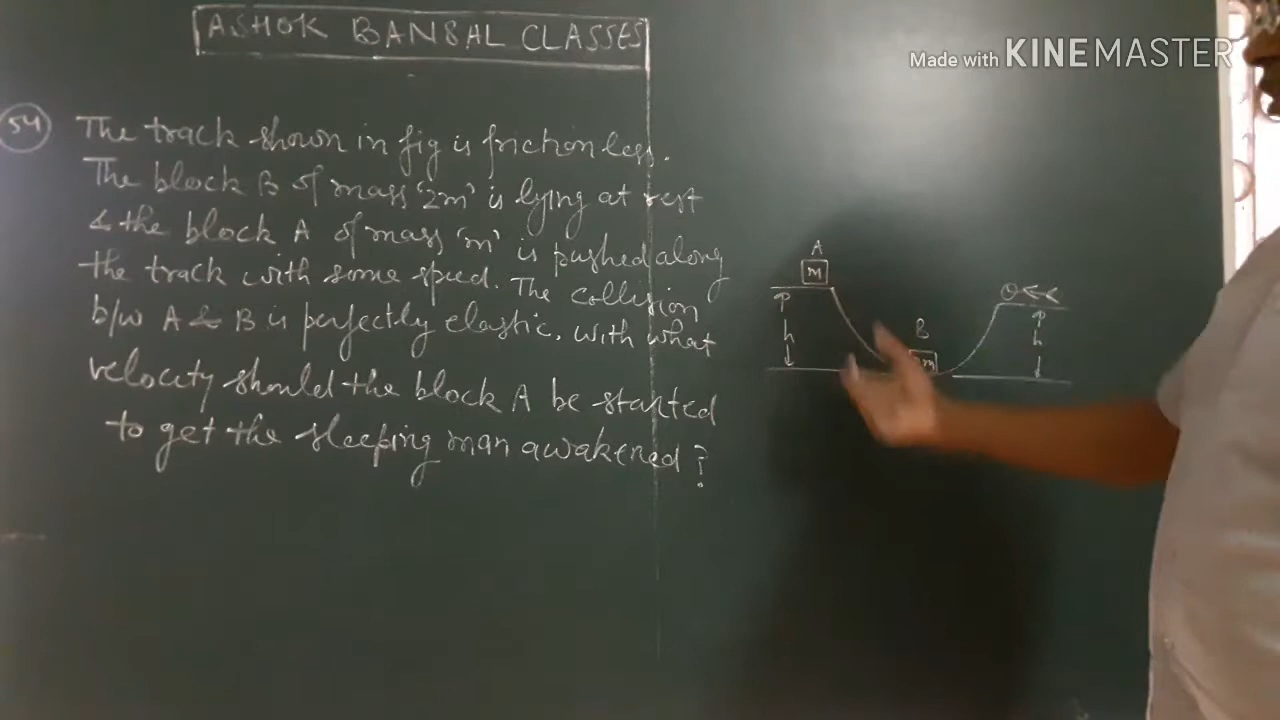 ASHOK BANSAL CLASSES
Made with KINEMASTER
54 The track shown in fig is frictionless.
The block B of mass '2m' is lying at rest
& the block A of mass 'm' is pushed along
the track with some speed. The collision
b/w A & B is perfectly elastic. with what
velocity should the block A be started
to get the sleeping man awakened?
A
m
h
B
m
h